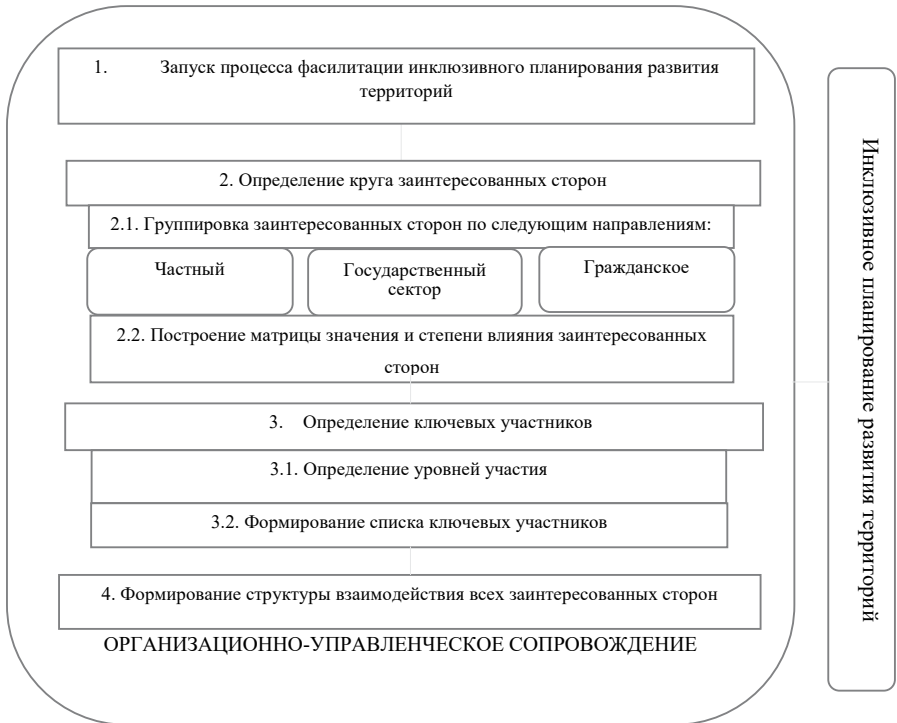 1. Запуск процесса фасилитации инклюзивного планирования развития
территорий
2. Определение круга заинтересованных сторон
2.1. Группировка заинтересованных сторон по следующим направлениям:
Частный
Государственный
сектор
Гражданское
2.2. Построение матрицы значения и степени влияния заинтересованных
сторон
3. Определение ключевых участников
3.1. Определение уровней участия
3.2. Формирование списка ключевых участников
4. Формирование структуры взаимодействия всех заинтересованных сторон
ОРГАНИЗАЦИОННО-УПРАВЛЕНЧЕСКОЕ СОПРОВОЖДЕНИЕ
Инклюзивное планирование развития территорий